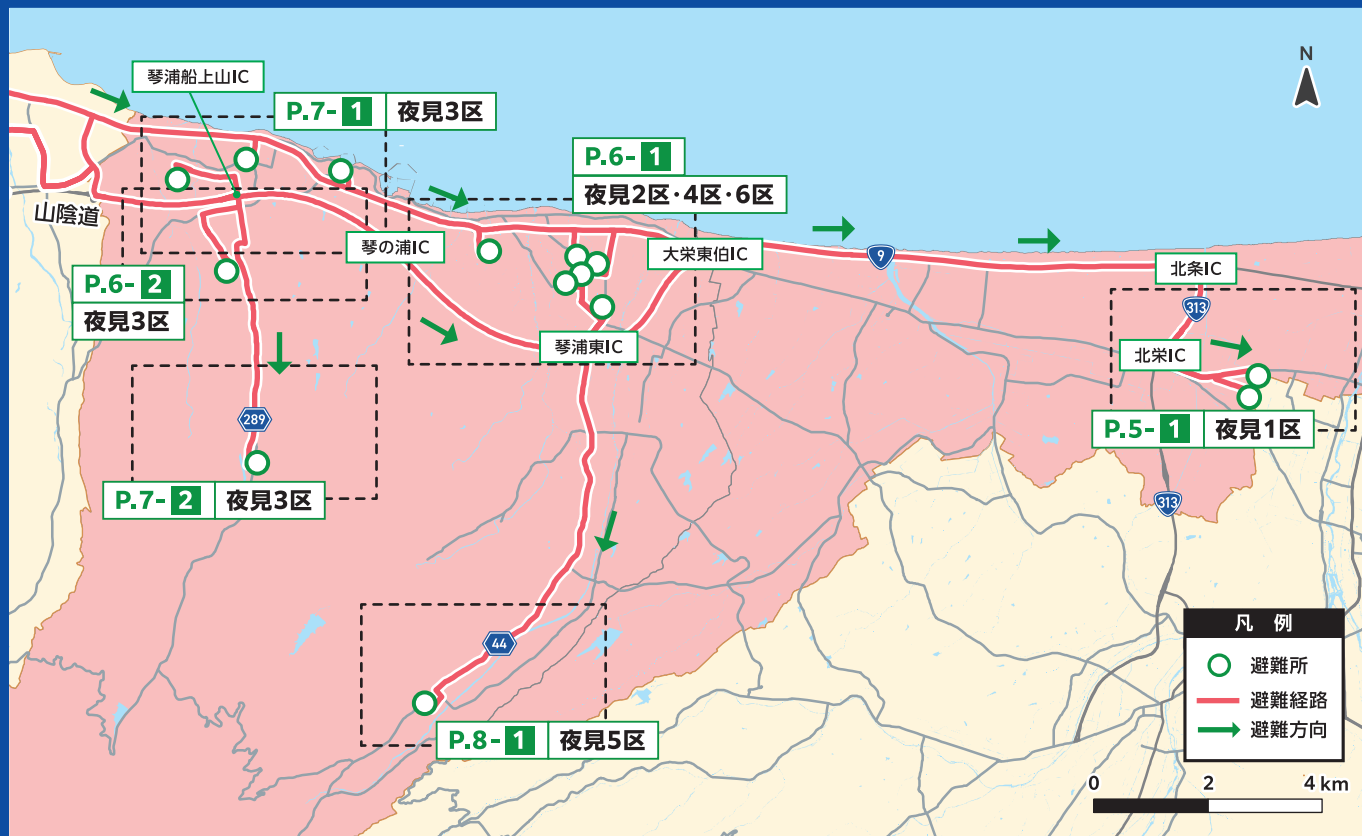 N
琴浦船上山IC
P.7-1 夜見3区
P.6-1
夜見2区・4区・6区
山陰道
琴の浦IC
大栄東伯IC
9
北条IC
P.6-2
夜見3区
313
琴浦東IC
北栄IC
289
P.5-1 夜見1区
P.7-2 夜見3区
313
44
P.8-1 夜見5区
凡例
避難所
避難経路
避難方向
0 2 4 km